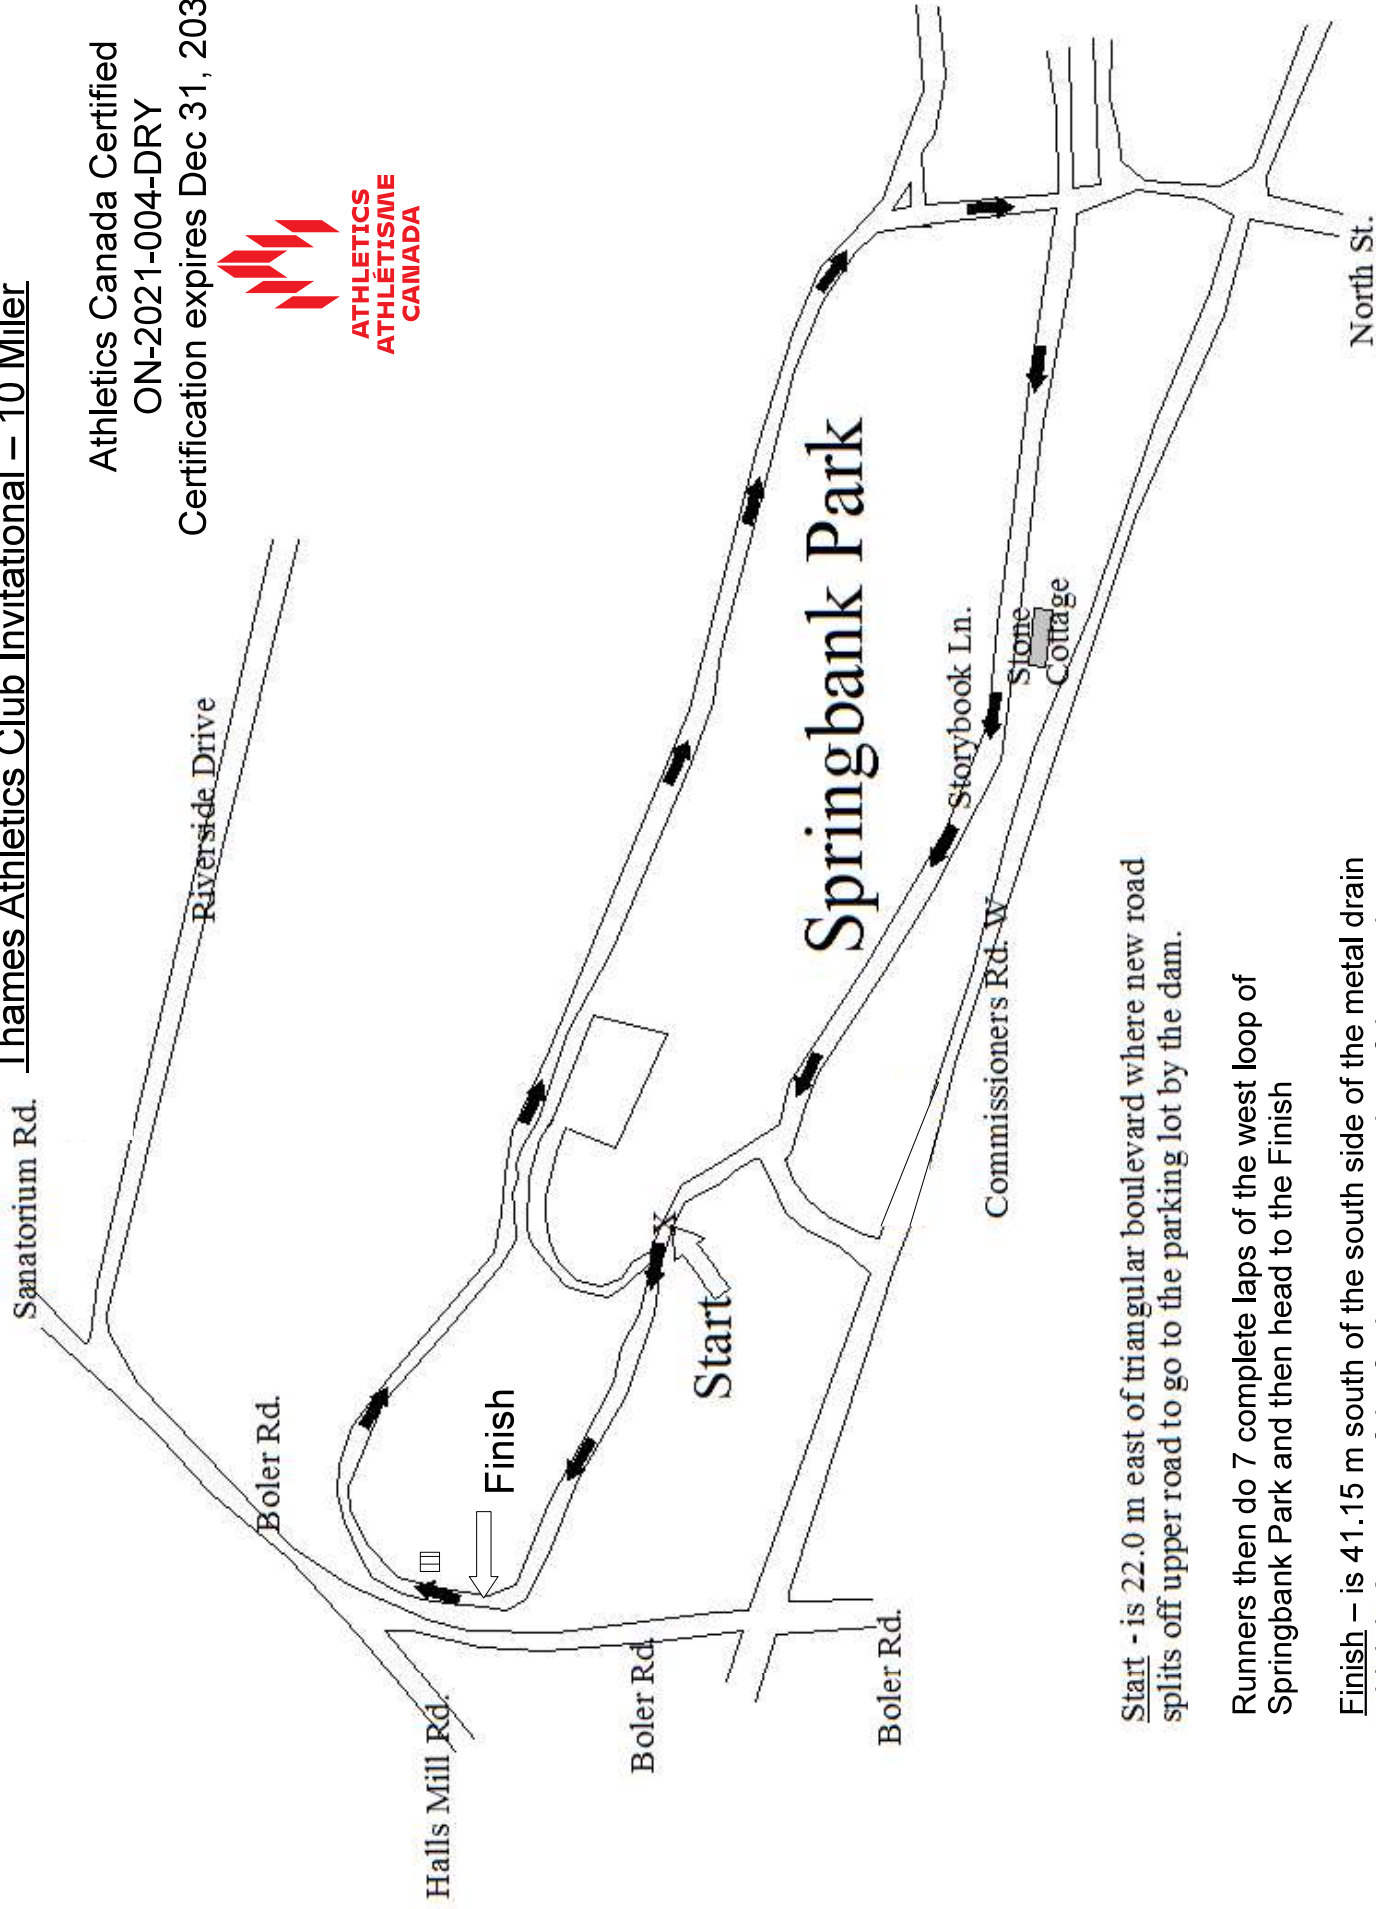 Thames Athletics Club Invitational – 10 Miler
Athletics Canada Certified
ON-2021-004-DRY
Certification expires Dec 31, 203
ATHLETICS
ATHLÉTISME
CANADA
Sanatorium Rd.
Riverside Drive
Boler Rd.
Halls Mill Rd.
Finish
Boler Rd.
Start
Springbank Park
Boler Rd.
Storybook Ln.
Commissioners Rd. W
Stone
Cottage
North St.
Start - is 22.0 m east of triangular boulevard where new road
splits off upper road to go to the parking lot by the dam.
Runners then do 7 complete laps of the west loop of
Springbank Park and then head to the Finish
Finish – is 41.15 m south of the south side of the metal drain